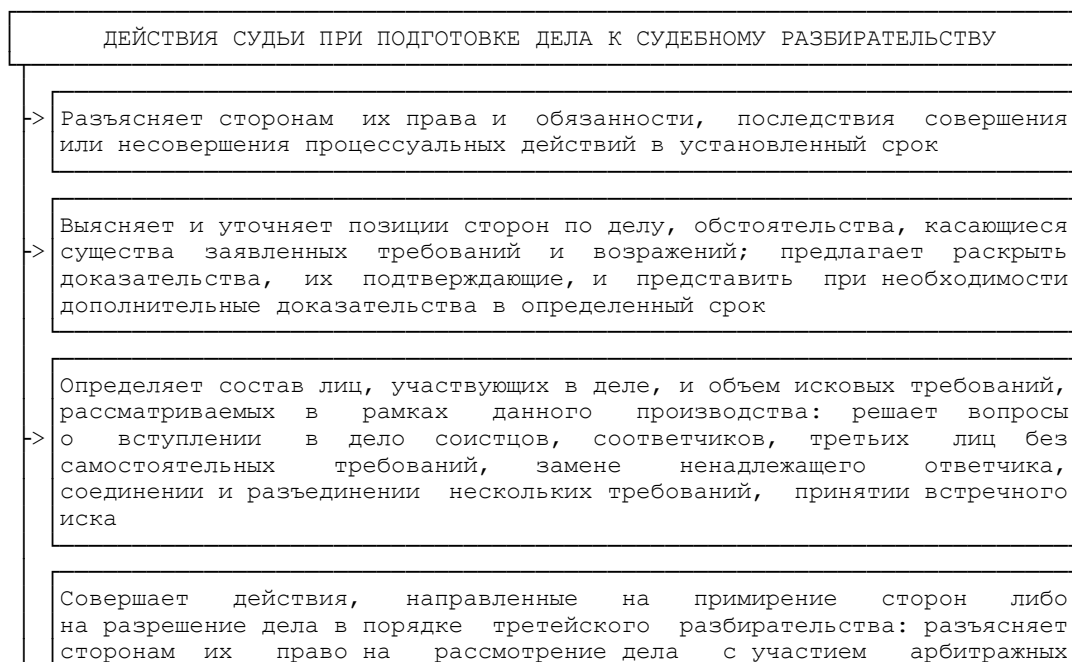 ДЕЙСТВИЯ СУДЬИ ПРИ ПОДГОТОВКЕ ДЕЛА К СУДЕБНОМУ РАЗБИРАТЕЛЬСТВУ
-> Разъясняет сторонам их права и обязанности, последствия совершения
или несовершения процессуальных действий в установленный срок
Выясняет и уточняет позиции сторон по делу, обстоятельства, касающиеся
-> существа заявленных требований и возражений; предлагает раскрыть
доказательства, их подтверждающие, и представить при необходимости
дополнительные доказательства в определенный срок
Определяет состав лиц, участвующих в деле, и объем исковых требований,
рассматриваемых в рамках данного производства: решает вопросы
-> о вступлении в дело соистцов, соответчиков, третьих лиц без
самостоятельных требований, замене ненадлежащего ответчика,
соединении и разъединении нескольких требований, принятии встречного
иска
Совершает действия, направленные на примирение сторон либо
на разрешение дела в порядке третейского разбирательства: разъясняет
сторонам их право на рассмотрение дела с участием арбитражных